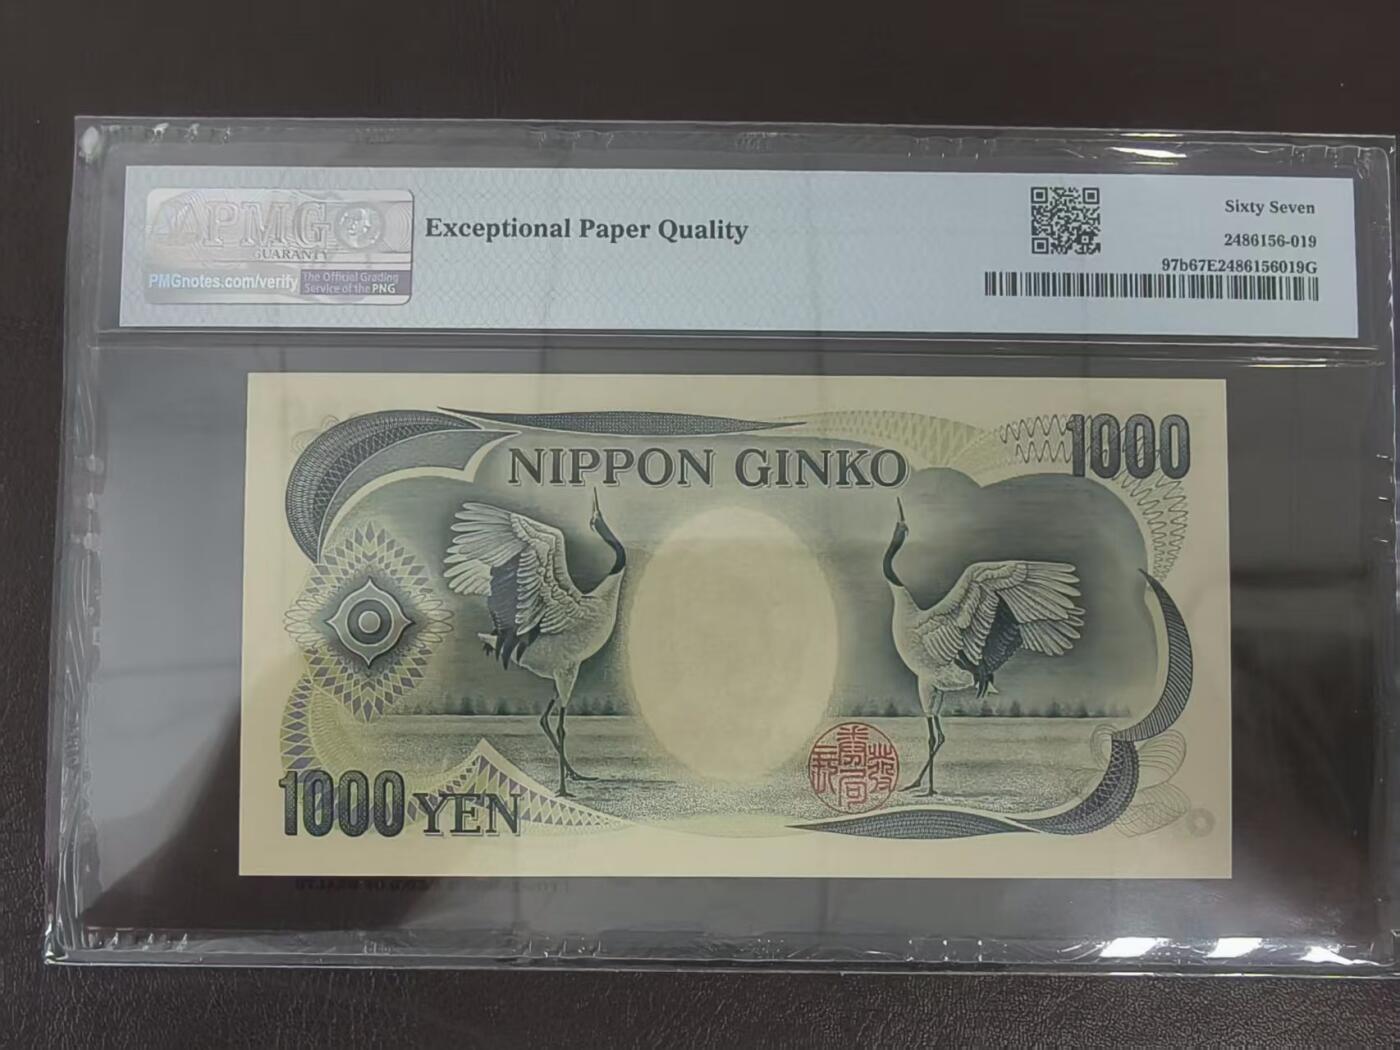 PMG
GUARANTY
PMGnotes.com/verify
The Official Grading
Service of the PNG
Exceptional Paper Quality
Sixty Seven
2486156-019
97b67E2486156019G
NIPPON GINKO
1000
1000 YEN